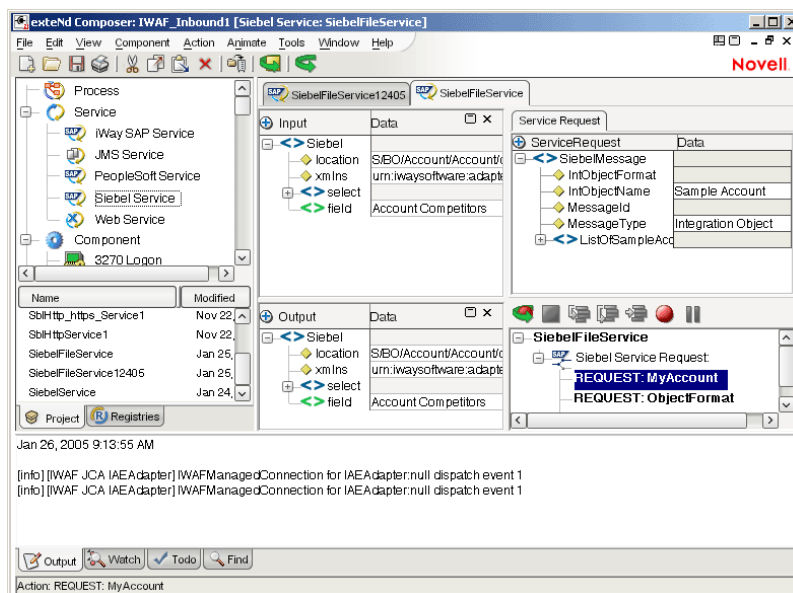 exteNd Composer: IWAF_Inbound1 [Siebel Service: SiebelFileService]
File Edit View Component Action Animate Tools Window Help
Novell
Process
Service
iWay SAP Service
JMS Service
PeopleSoft Service
Siebel Service
Web Service
Component
3270 Logon
Name Modified
SblHttp_https_Service1 Nov 22,
SblHttpService1 Nov 22,
SiebelFileService Jan 25,
SiebelFileService12405 Jan 25,
SiebelService Jan 24,
Project Registries
SiebelFileService12405 SiebelFileService
Input Data
Siebel
location S/BO/Account/Account/
xmlns urn:iwaysoftware:adapte
select
field Account Competitors
Output Data
Siebel
location S/BO/Account/Account/
xmlns urn:iwaysoftware:adapte
select
field Account Competitors
Service Request
ServiceRequest Data
SiebelMessage
IntObjectFormat
IntObjectName Sample Account
MessageId
MessageType Integration Object
ListOfSampleAcc
SiebelFileService
Siebel Service Request:
REQUEST: MyAccount
REQUEST: ObjectFormat
Jan 26, 2005 9:13:55 AM
[info] [IWAF JCA IAEAdapter] IWAFManagedConnection for IAEAdapter:null dispatch event 1
[info] [IWAF JCA IAEAdapter] IWAFManagedConnection for IAEAdapter:null dispatch event 1
Output Watch Todo Find
Action: REQUEST: MyAccount